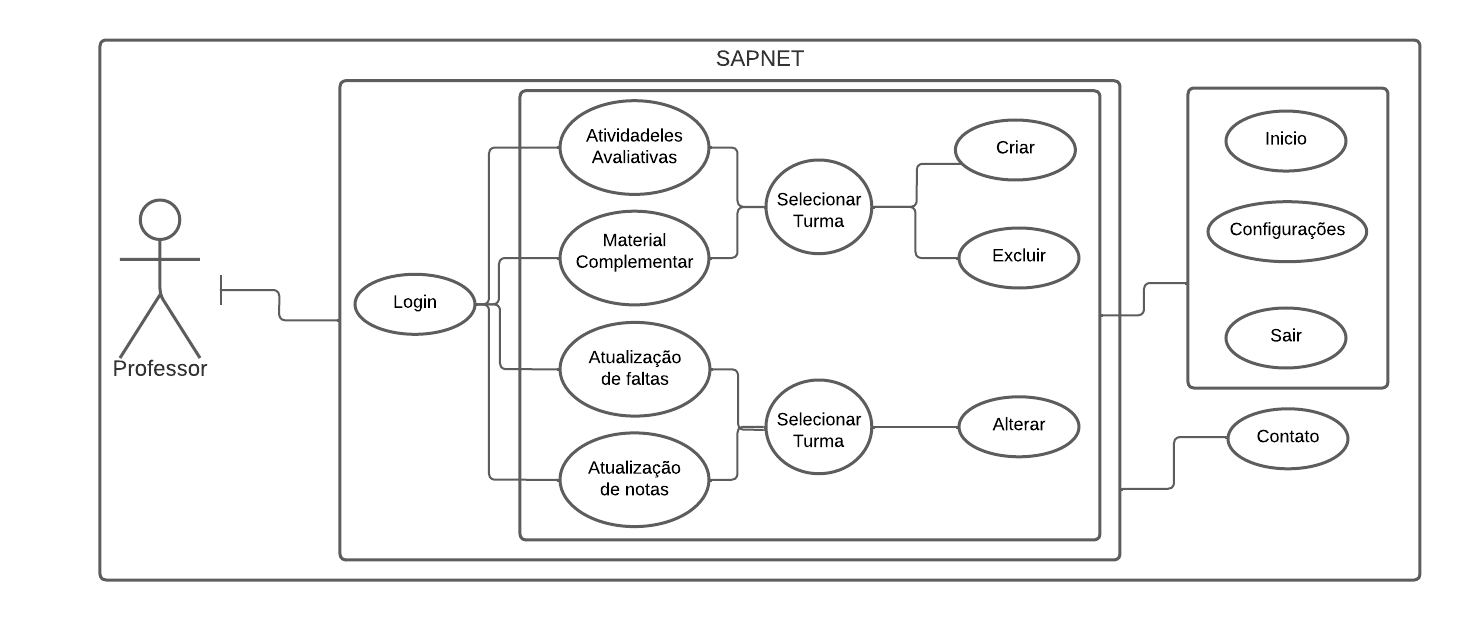 SAPNET
Professor
Login
Atividadeles
Avaliativas
Material
Complementar
Atualização
de faltas
Atualização
de notas
Selecionar
Turma
Selecionar
Turma
Criar
Excluir
Alterar
Inicio
Configurações
Sair
Contato